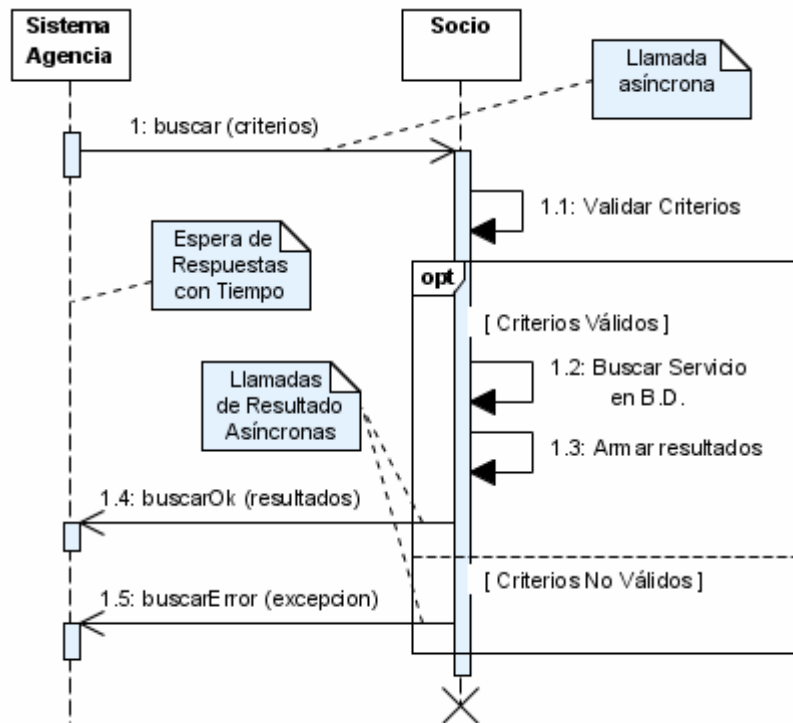 Sistema
Agencia
Socio
Llamada
asíncrona
1: buscar (criterios)
1.1: Validar Criterios
Espera de
Respuestas
con Tiempo
opt
[ Criterios Válidos ]
1.2: Buscar Servicio
en B.D.
Llamadas
de Resultado
Asíncronas
1.3: Armar resultados
1.4: buscarOk (resultados)
[ Criterios No Válidos ]
1.5: buscarError (excepcion)